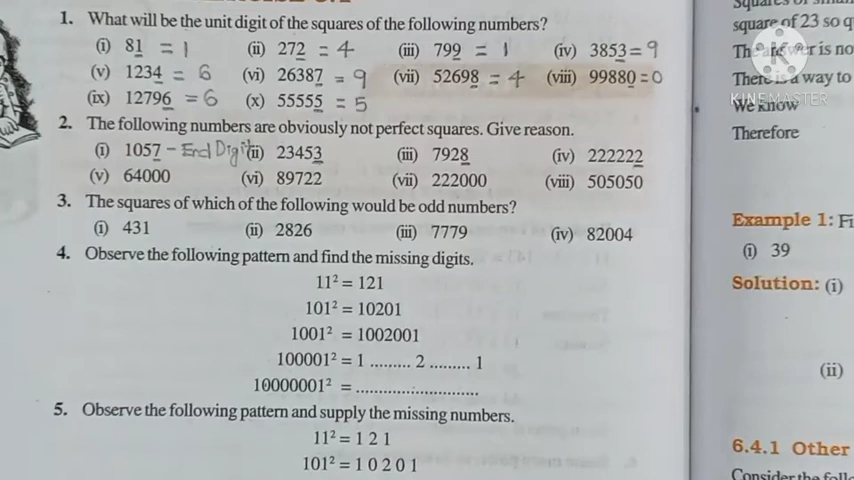 1. What will be the unit digit of the squares of the following numbers?
(i) 81 = 1 (ii) 272 = 4 (iii) 799 = 1 (iv) 3853 = 9
(v) 1234 = 6 (vi) 26387 = 9 (vii) 52698 = 4 (viii) 99880 = 0
(ix) 12796 = 6 (x) 55555 = 5
2. The following numbers are obviously not perfect squares. Give reason.
(i) 1057 - End Digit (ii) 23453 (iii) 7928 (iv) 222222
(v) 64000 (vi) 89722 (vii) 222000 (viii) 505050
3. The squares of which of the following would be odd numbers?
(i) 431 (ii) 2826 (iii) 7779 (iv) 82004
4. Observe the following pattern and find the missing digits.
11² = 121
101² = 10201
1001² = 1002001
100001² = 1 ......... 2 ......... 1
10000001² = ...........................
5. Observe the following pattern and supply the missing numbers.
11² = 1 2 1
101² = 1 0 2 0 1
square of 23 so
is no
There is a way to
We know
Therefore
KINEMASTER
Example 1:
(i) 39
Solution: (i)
(ii)
6.4.1 Other
Consider the